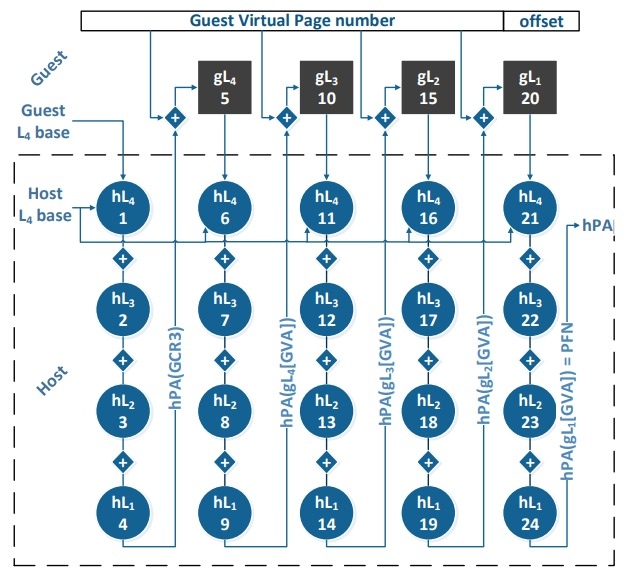 Guest Virtual Page number
offset
Guest
gL4
5
gL3
10
gL2
15
gL1
20
Guest
L4 base
Host
L4 base
hL4
1
hL4
6
hL4
11
hL4
16
hL4
21
hPA
hL3
2
hL3
7
hL3
12
hL3
17
hL3
22
hPA(GCR3)
hPA(gL4[GVA])
hPA(gL3[GVA])
hPA(gL2[GVA])
hPA(gL1[GVA]) = PFN
Host
hL2
3
hL2
8
hL2
13
hL2
18
hL2
23
hL1
4
hL1
9
hL1
14
hL1
19
hL1
24